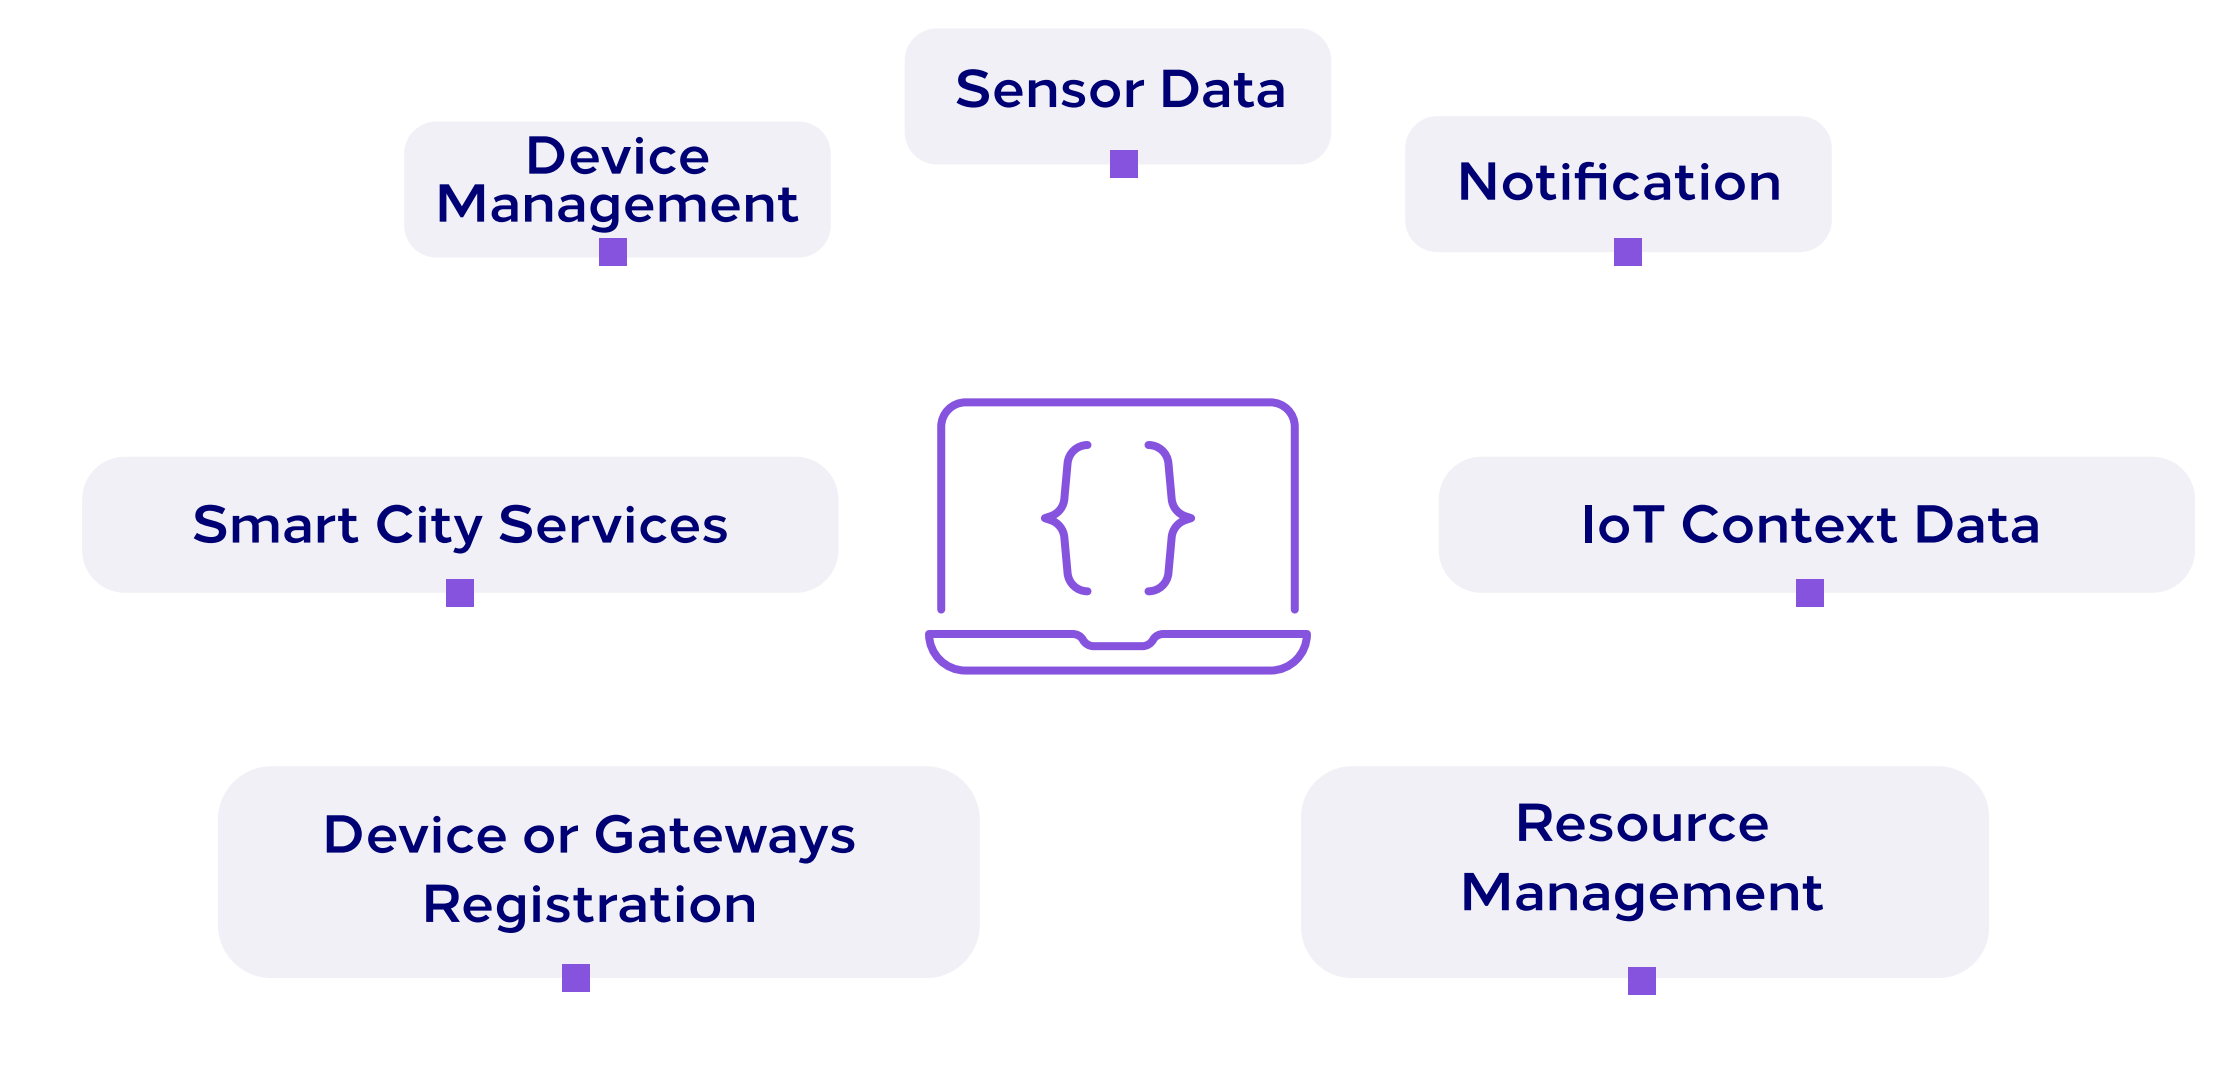 Sensor Data
Device
Management
Notification
Smart City Services
{ }
IoT Context Data
Device or Gateways
Registration
Resource
Management